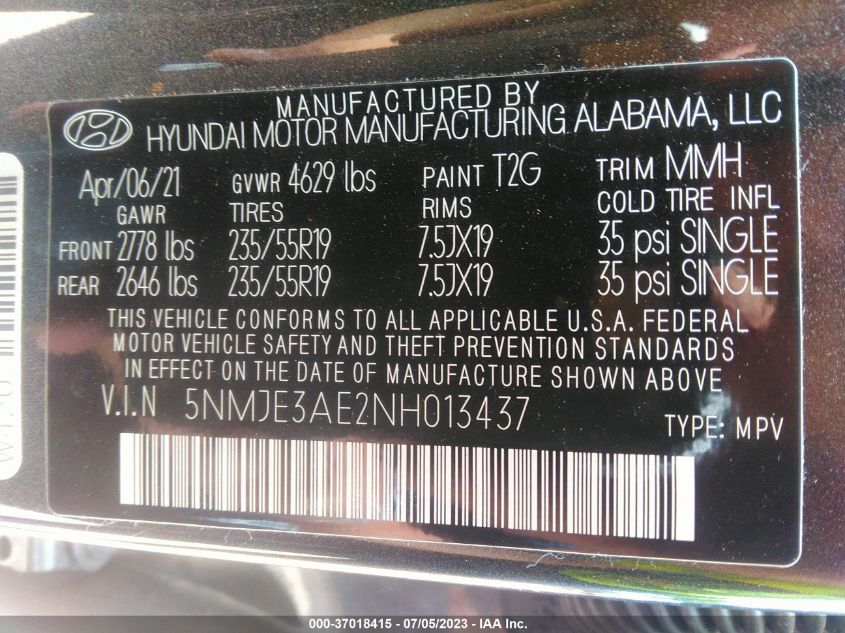 MANUFACTURED BY
HYUNDAI MOTOR MANUFACTURING ALABAMA, LLC
Apr/06/21 GVWR 4629 lbs PAINT T2G TRIM MMH
GAWR TIRES RIMS COLD TIRE INFL
FRONT 2778 lbs 235/55R19 7.5JX19 35 psi SINGLE
REAR 2646 lbs 235/55R19 7.5JX19 35 psi SINGLE
THIS VEHICLE CONFORMS TO ALL APPLICABLE U.S.A. FEDERAL
MOTOR VEHICLE SAFETY AND THEFT PREVENTION STANDARDS
IN EFFECT ON THE DATE OF MANUFACTURE SHOWN ABOVE
V.I.N 5NMJE3AE2NH013437
TYPE: MPV
000-37018415 - 07/05/2023 - IAA Inc.